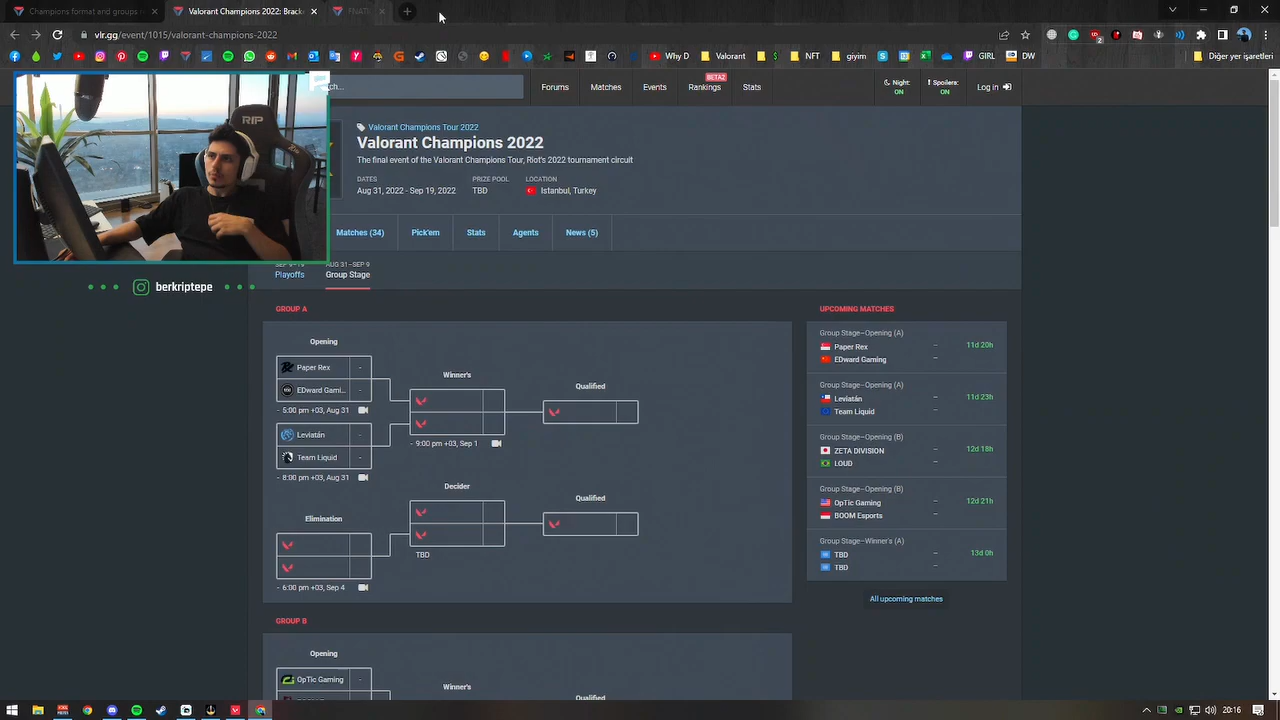 Champions format and groups r
Valorant Champions 2022: Brack
FNATI
vlr.gg/event/1015/valorant-champions-2022
Why D
Valorant
$
YKT
NFT
giyim
GIRL
DW
Diğer yer işaretleri
ch...
Forums
Matches
Events
Rankings
BETA2
Stats
Night:
ON
Spoilers:
ON
Log in
Valorant Champions Tour 2022
Valorant Champions 2022
The final event of the Valorant Champions Tour, Riot's 2022 tournament circuit
DATES
PRIZE POOL
LOCATION
Aug 31, 2022 - Sep 19, 2022
TBD
Istanbul, Turkey
RIP
Matches (34)
Pick'em
Stats
Agents
News (5)
Playoffs
AUG 31–SEP 9
Group Stage
berkriptepe
GROUP A
Opening
Paper Rex
-
EDward Gami...
-
- 5:00 pm +03, Aug 31
Leviatán
-
Team Liquid
-
- 8:00 pm +03, Aug 31
Winner's
- 9:00 pm +03, Sep 1
Qualified
Elimination
- 6:00 pm +03, Sep 4
Decider
TBD
Qualified
GROUP B
Opening
OpTic Gaming
-
Winner's
Qualified
UPCOMING MATCHES
Group Stage–Opening (A)
Paper Rex
–
11d 20h
EDward Gaming
–
Group Stage–Opening (A)
Leviatán
–
11d 23h
Team Liquid
–
Group Stage–Opening (B)
ZETA DIVISION
–
12d 18h
LOUD
–
Group Stage–Opening (B)
OpTic Gaming
–
12d 21h
BOOM Esports
–
Group Stage–Winner's (A)
TBD
–
13d 0h
TBD
–
All upcoming matches
20:16